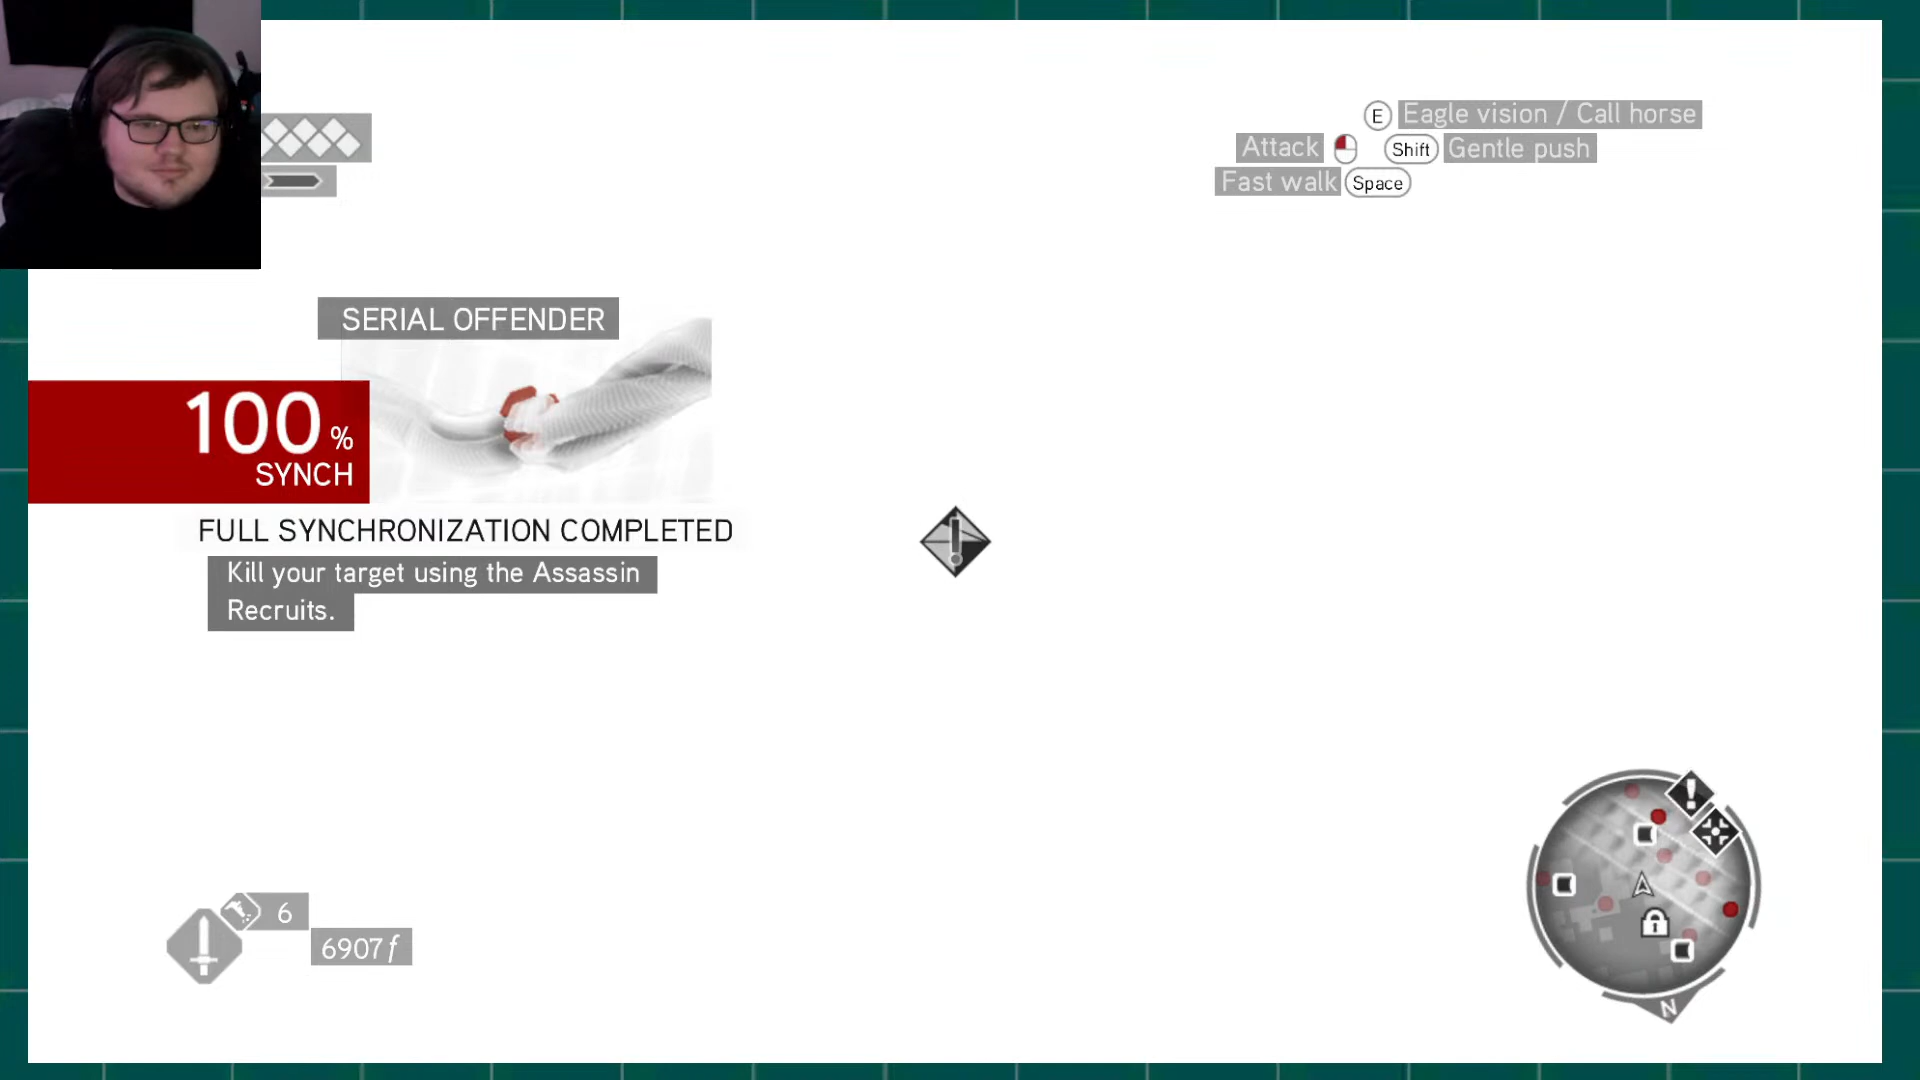 E Eagle vision / Call horse
Attack Shift Gentle push
Fast walk Space
SERIAL OFFENDER
100 %
SYNCH
FULL SYNCHRONIZATION COMPLETED
Kill your target using the Assassin
Recruits.
6
6907 f
N